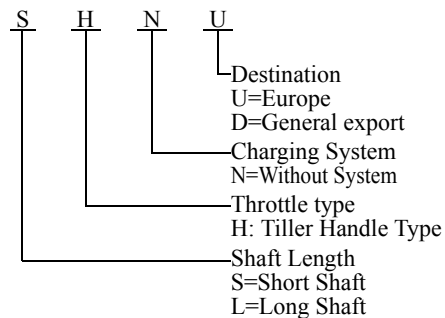 S H N U
Destination
U=Europe
D=General export
Charging System
N=Without System
Throttle type
H: Tiller Handle Type
Shaft Length
S=Short Shaft
L=Long Shaft